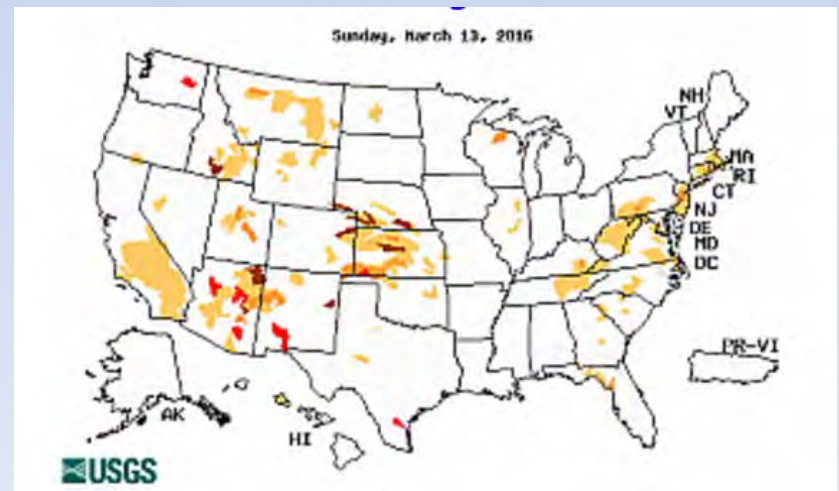 Sunday, March 13, 2016
NH
VT
MA
RI
CT
NJ
DE
MD
DC
PR-VI
AK
HI
USGS